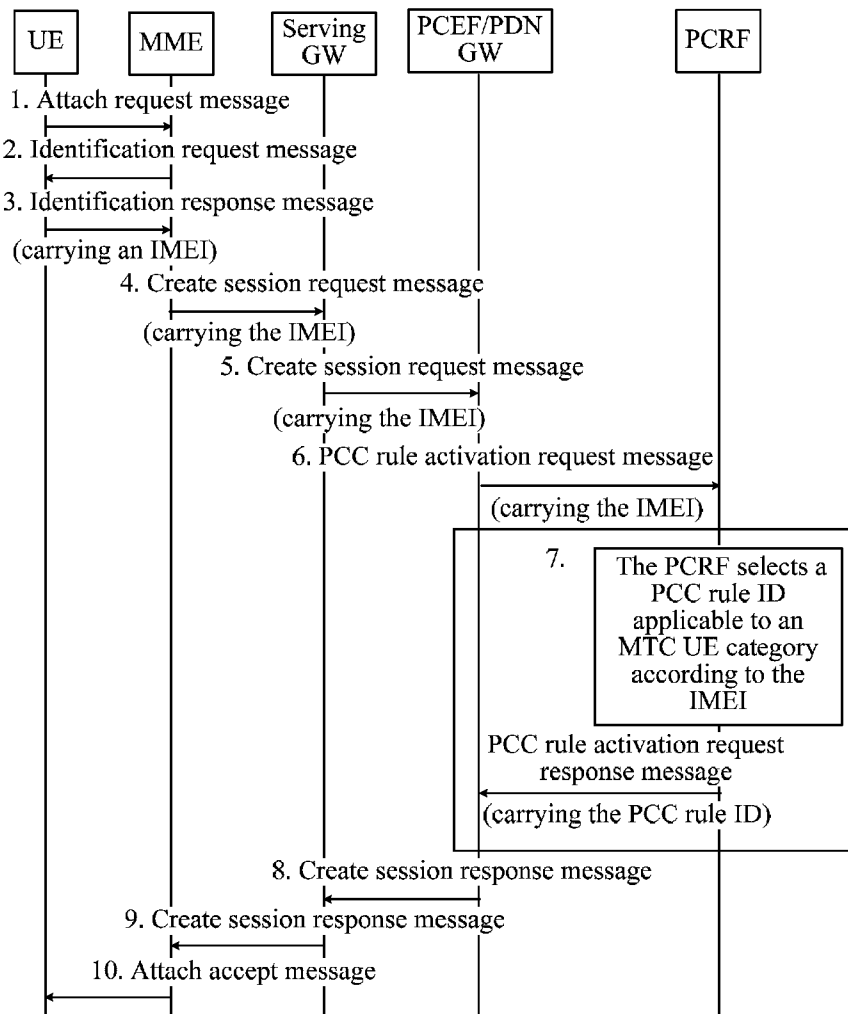 UE
MME
Serving
GW
PCEF/PDN
GW
PCRF
1. Attach request message
2. Identification request message
3. Identification response message
(carrying an IMEI)
4. Create session request message
(carrying the IMEI)
5. Create session request message
(carrying the IMEI)
6. PCC rule activation request message
(carrying the IMEI)
7.
The PCRF selects a
PCC rule ID
applicable to an
MTC UE category
according to the
IMEI
PCC rule activation request
response message
(carrying the PCC rule ID)
8. Create session response message
9. Create session response message
10. Attach accept message